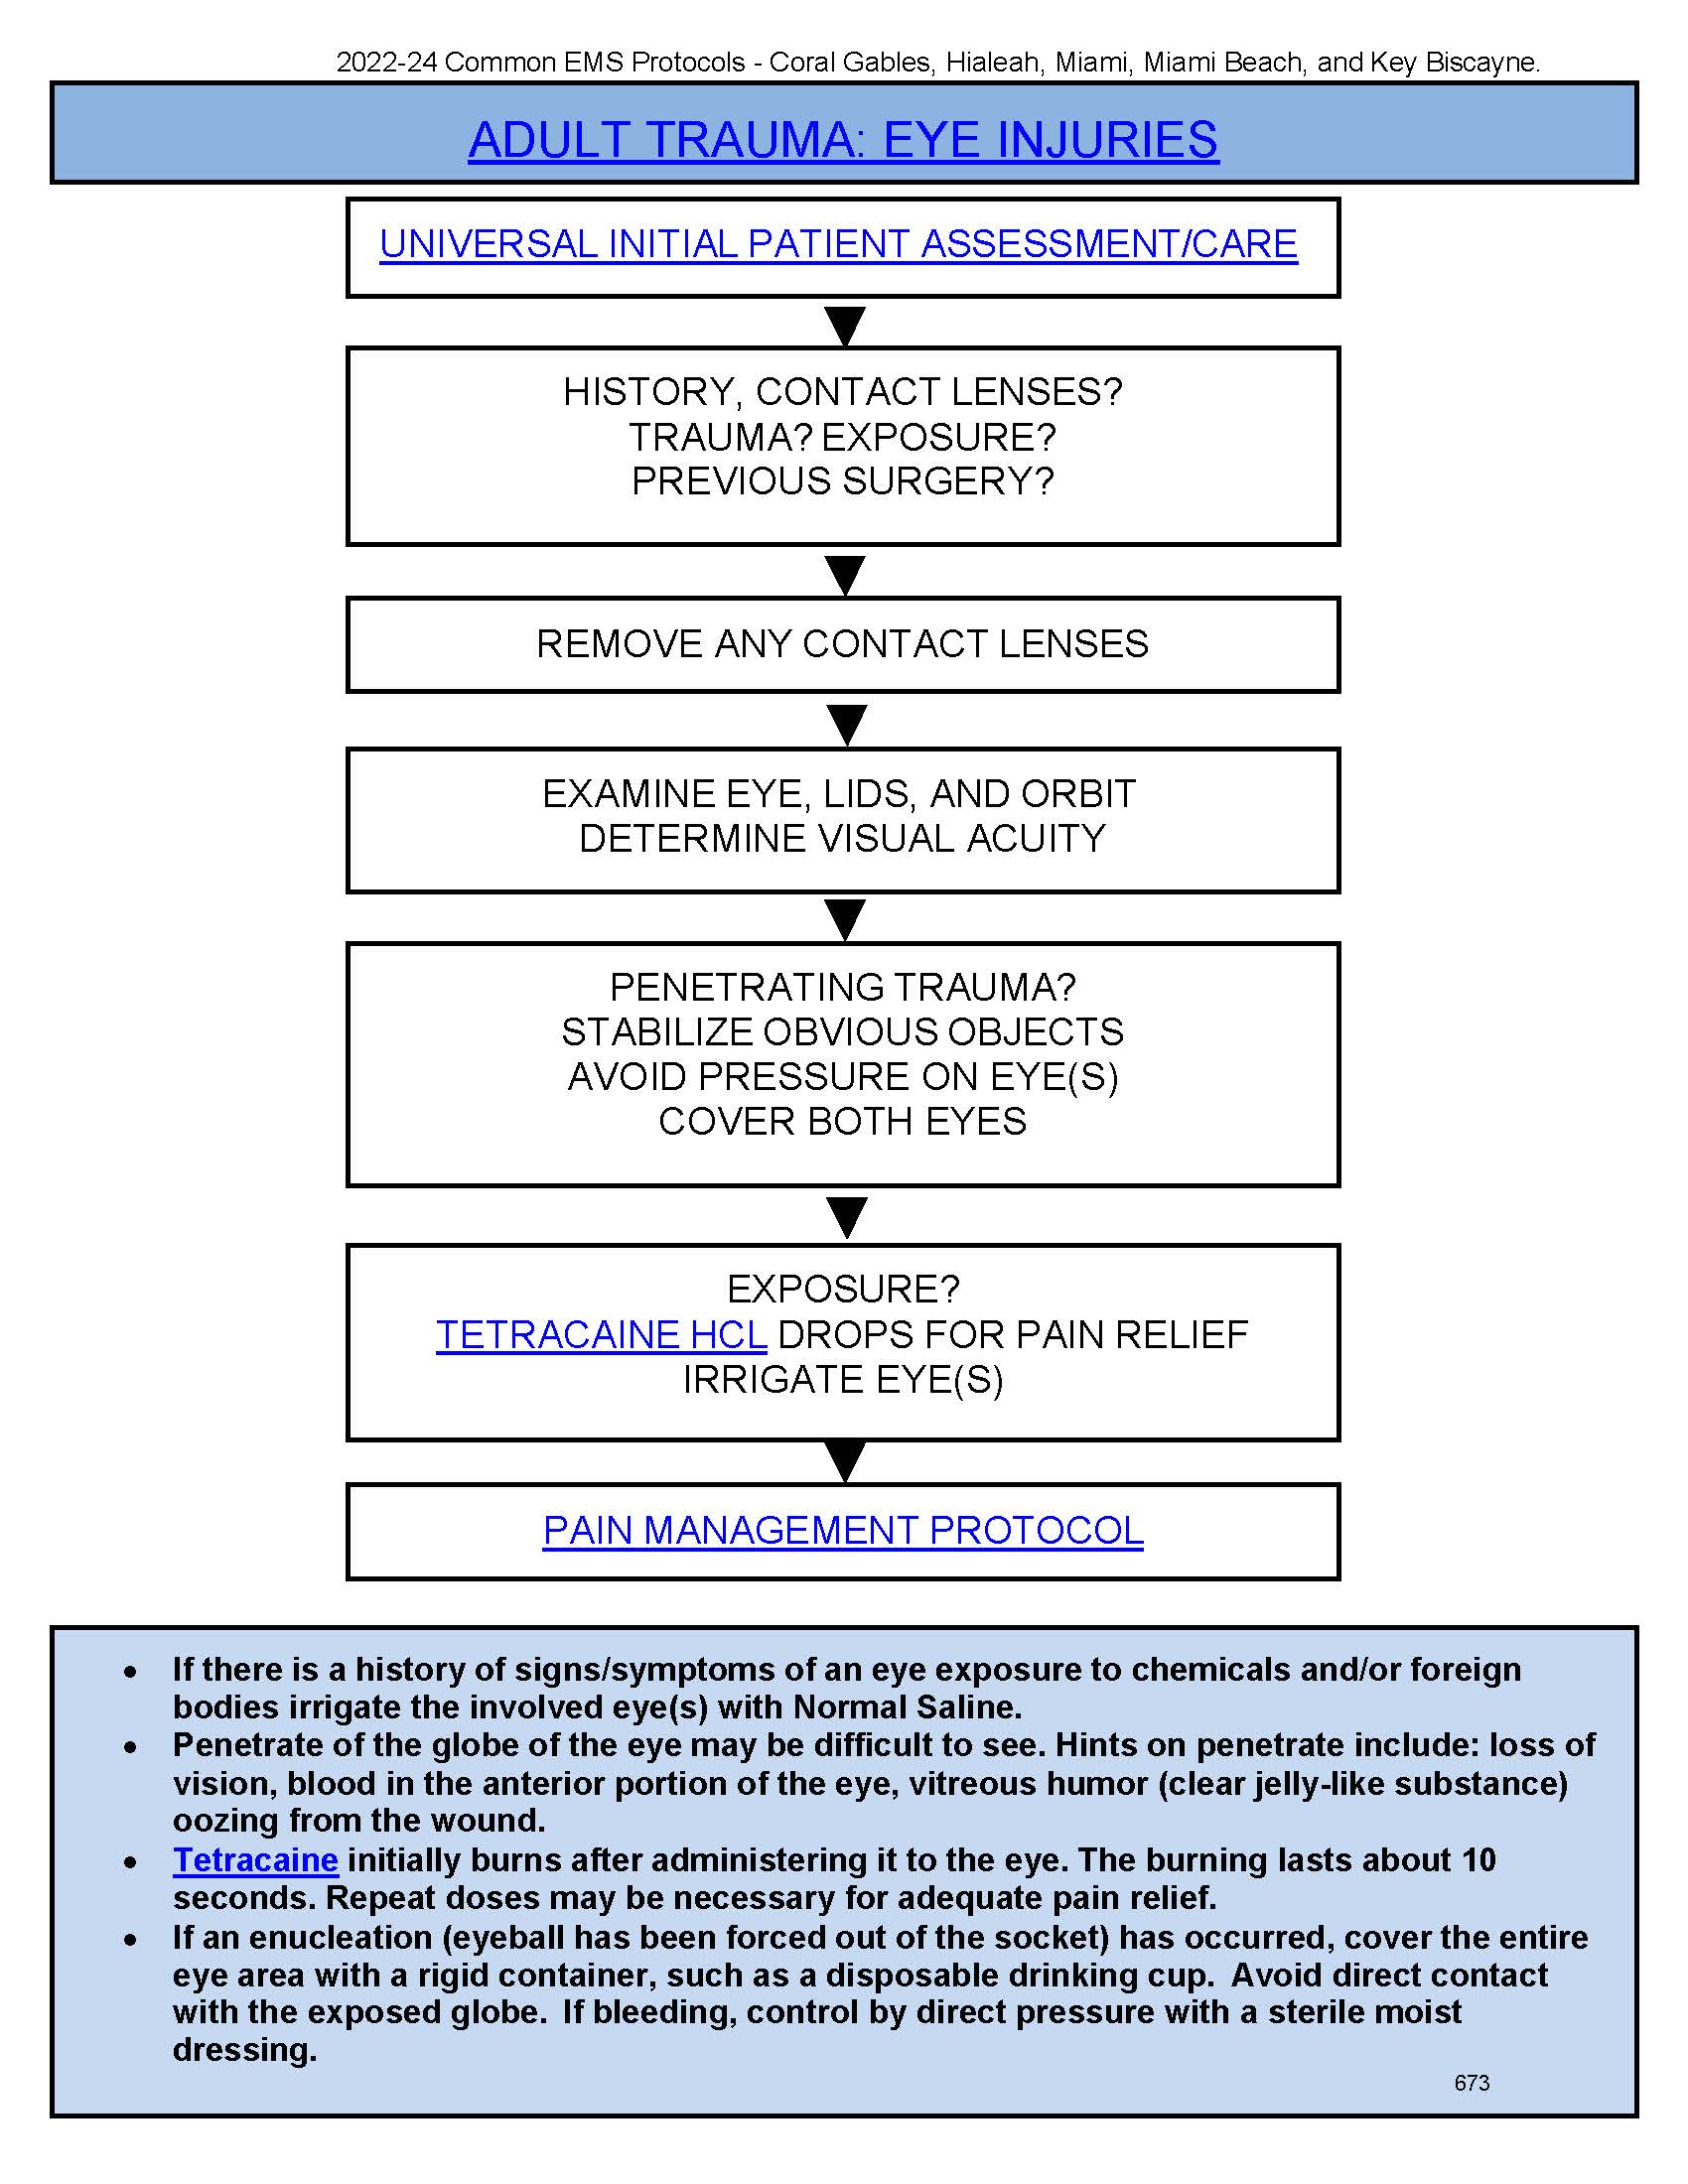 2022-24 Common EMS Protocols - Coral Gables, Hialeah, Miami, Miami Beach, and Key Biscayne.
ADULT TRAUMA: EYE INJURIES
UNIVERSAL INITIAL PATIENT ASSESSMENT/CARE
HISTORY, CONTACT LENSES?
TRAUMA? EXPOSURE?
PREVIOUS SURGERY?
REMOVE ANY CONTACT LENSES
EXAMINE EYE, LIDS, AND ORBIT
DETERMINE VISUAL ACUITY
PENETRATING TRAUMA?
STABILIZE OBVIOUS OBJECTS
AVOID PRESSURE ON EYE(S)
COVER BOTH EYES
EXPOSURE?
TETRACAINE HCL DROPS FOR PAIN RELIEF
IRRIGATE EYE(S)
PAIN MANAGEMENT PROTOCOL
• If there is a history of signs/symptoms of an eye exposure to chemicals and/or foreign
bodies irrigate the involved eye(s) with Normal Saline.
• Penetrate of the globe of the eye may be difficult to see. Hints on penetrate include: loss of
vision, blood in the anterior portion of the eye, vitreous humor (clear jelly-like substance)
oozing from the wound.
• Tetracaine initially burns after administering it to the eye. The burning lasts about 10
seconds. Repeat doses may be necessary for adequate pain relief.
• If an enucleation (eyeball has been forced out of the socket) has occurred, cover the entire
eye area with a rigid container, such as a disposable drinking cup.  Avoid direct contact
with the exposed globe.  If bleeding, control by direct pressure with a sterile moist
dressing.
673